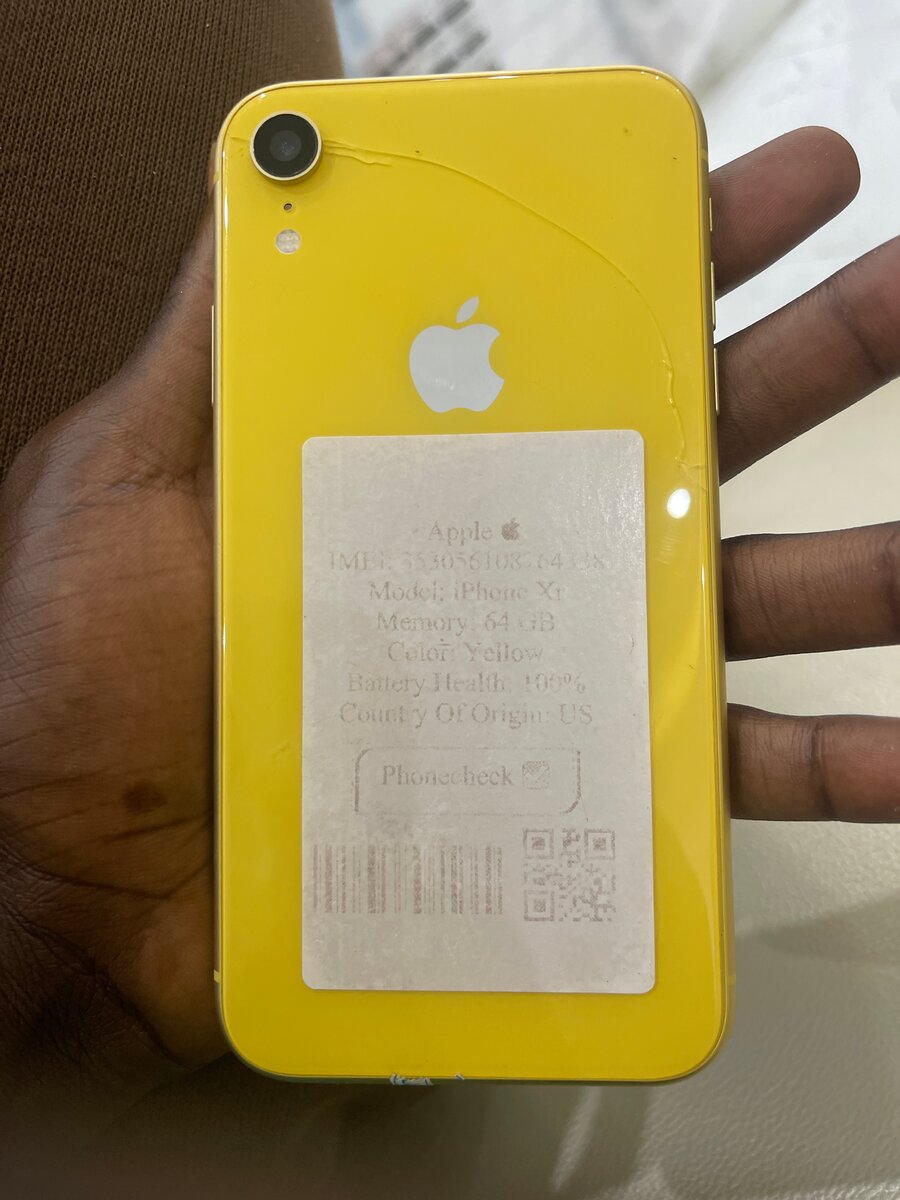 Apple
IMEI:
Model: iPhone Xr
Memory: 64 GB
Color: Yellow
Battery Health: 100%
Country Of Origin: US
Phonecheck